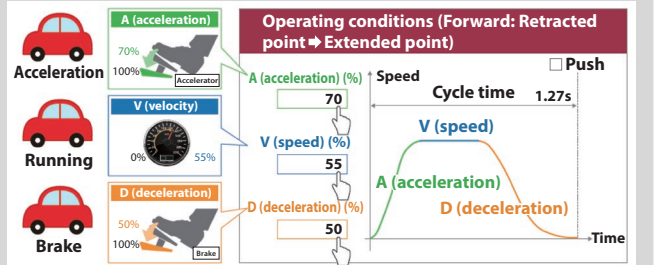 Acceleration
A (acceleration)
70%
100%
Accelerator
Running
V (velocity)
0%
55%
Brake
D (deceleration)
50%
100%
Brake
Operating conditions (Forward: Retracted
point➡Extended point)
A (acceleration) (%)
70
V (speed) (%)
55
D (deceleration) (%)
50
Push
Speed
Cycle time
1.27s
V (speed)
A (acceleration)
D (deceleration)
Time